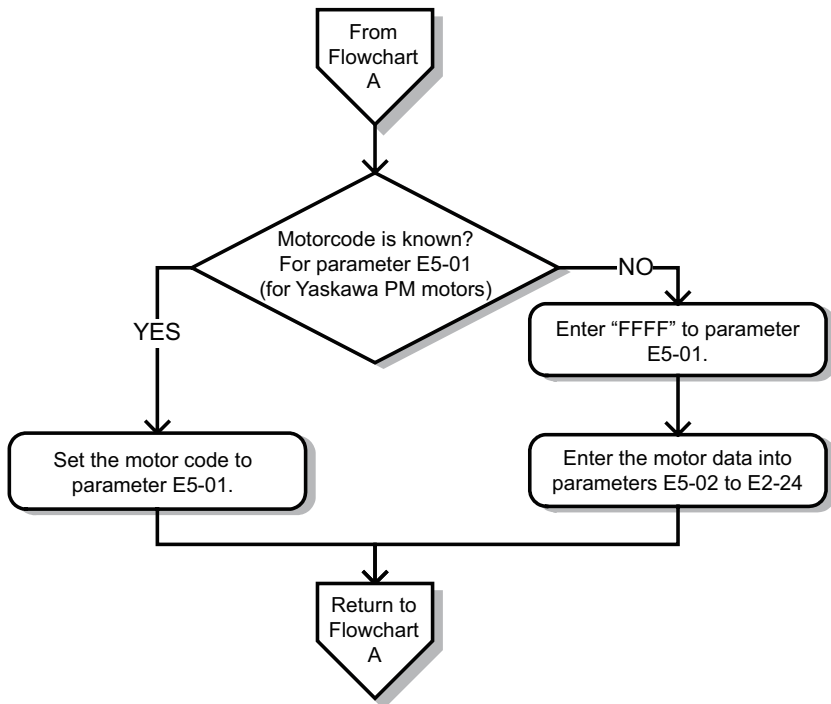 From
Flowchart
A
Motorcode is known?
For parameter E5-01
(for Yaskawa PM motors)
YES
NO
Set the motor code to
parameter E5-01.
Enter “FFFF” to parameter
E5-01.
Enter the motor data into
parameters E5-02 to E2-24
Return to
Flowchart
A